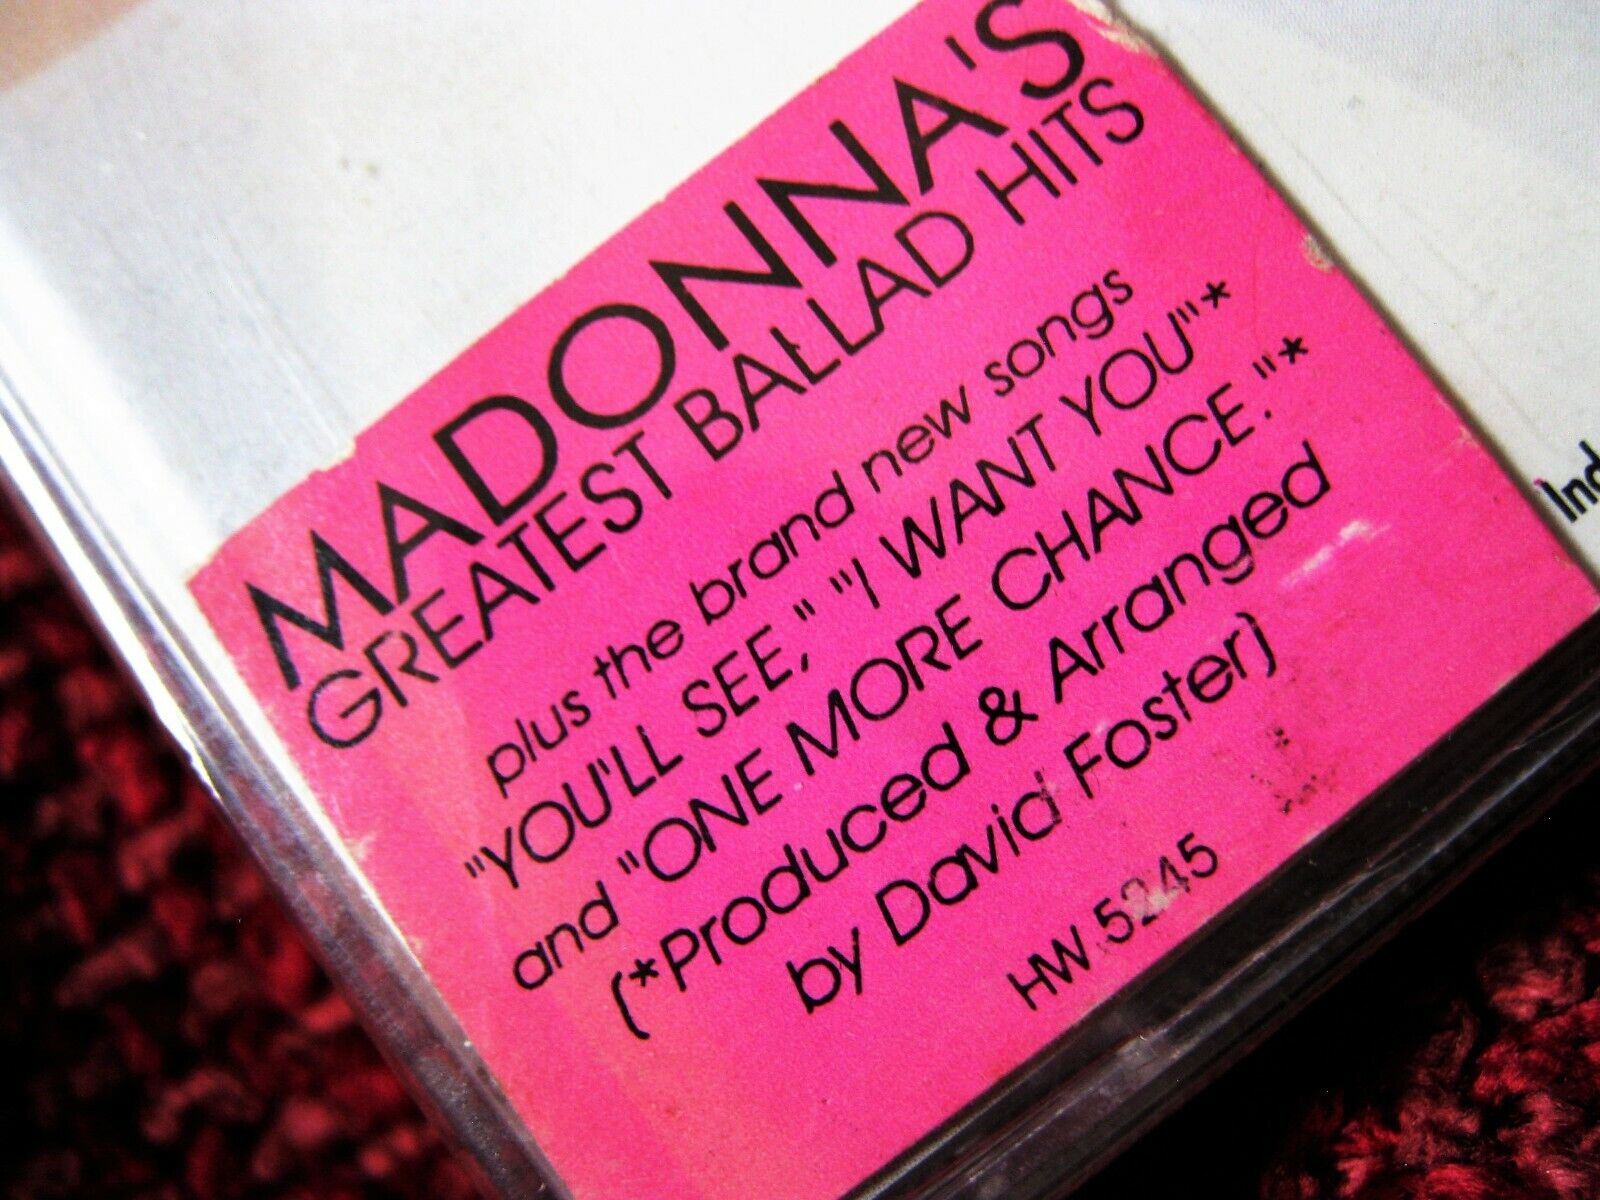 MADONNA'S
GREATEST BALLAD HITS
plus the brand new songs
"YOU'LL SEE," "I WANT YOU"*
and "ONE MORE CHANCE."*
(*Produced & Arranged
by David Foster)
HW 5245